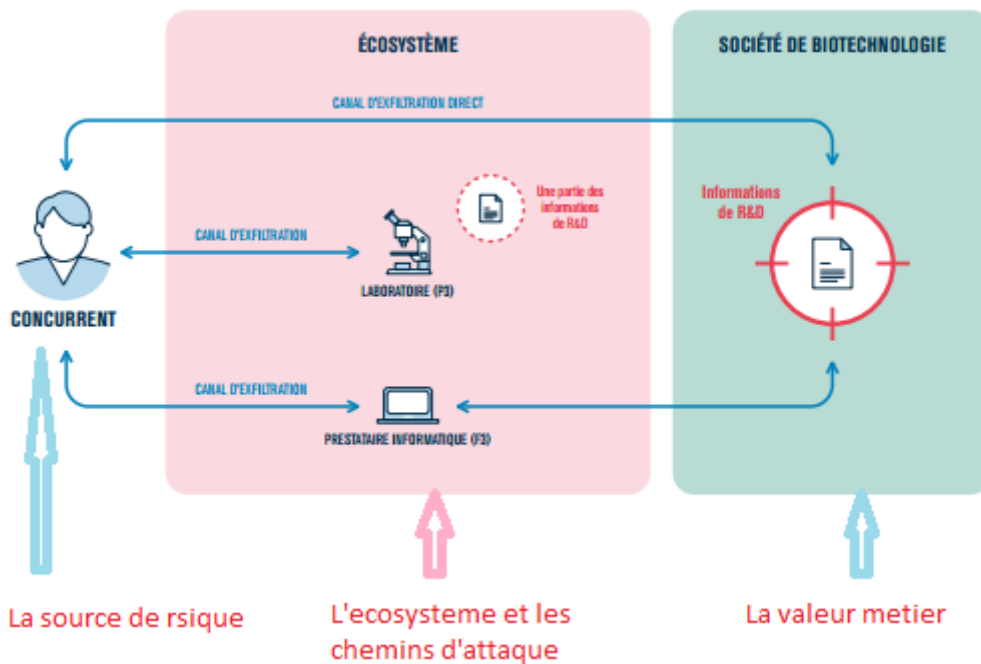 ÉCOSYSTÈME
SOCIÉTÉ DE BIOTECHNOLOGIE
CANAL D'EXFILTRATION DIRECT
Une partie des
informations
de R&D
Informations
de R&D
CANAL D'EXFILTRATION
LABORATOIRE (P3)
CONCURRENT
CANAL D'EXFILTRATION
PRESTATAIRE INFORMATIQUE (F3)
La source de rsique
L'ecosysteme et les
chemins d'attaque
La valeur metier